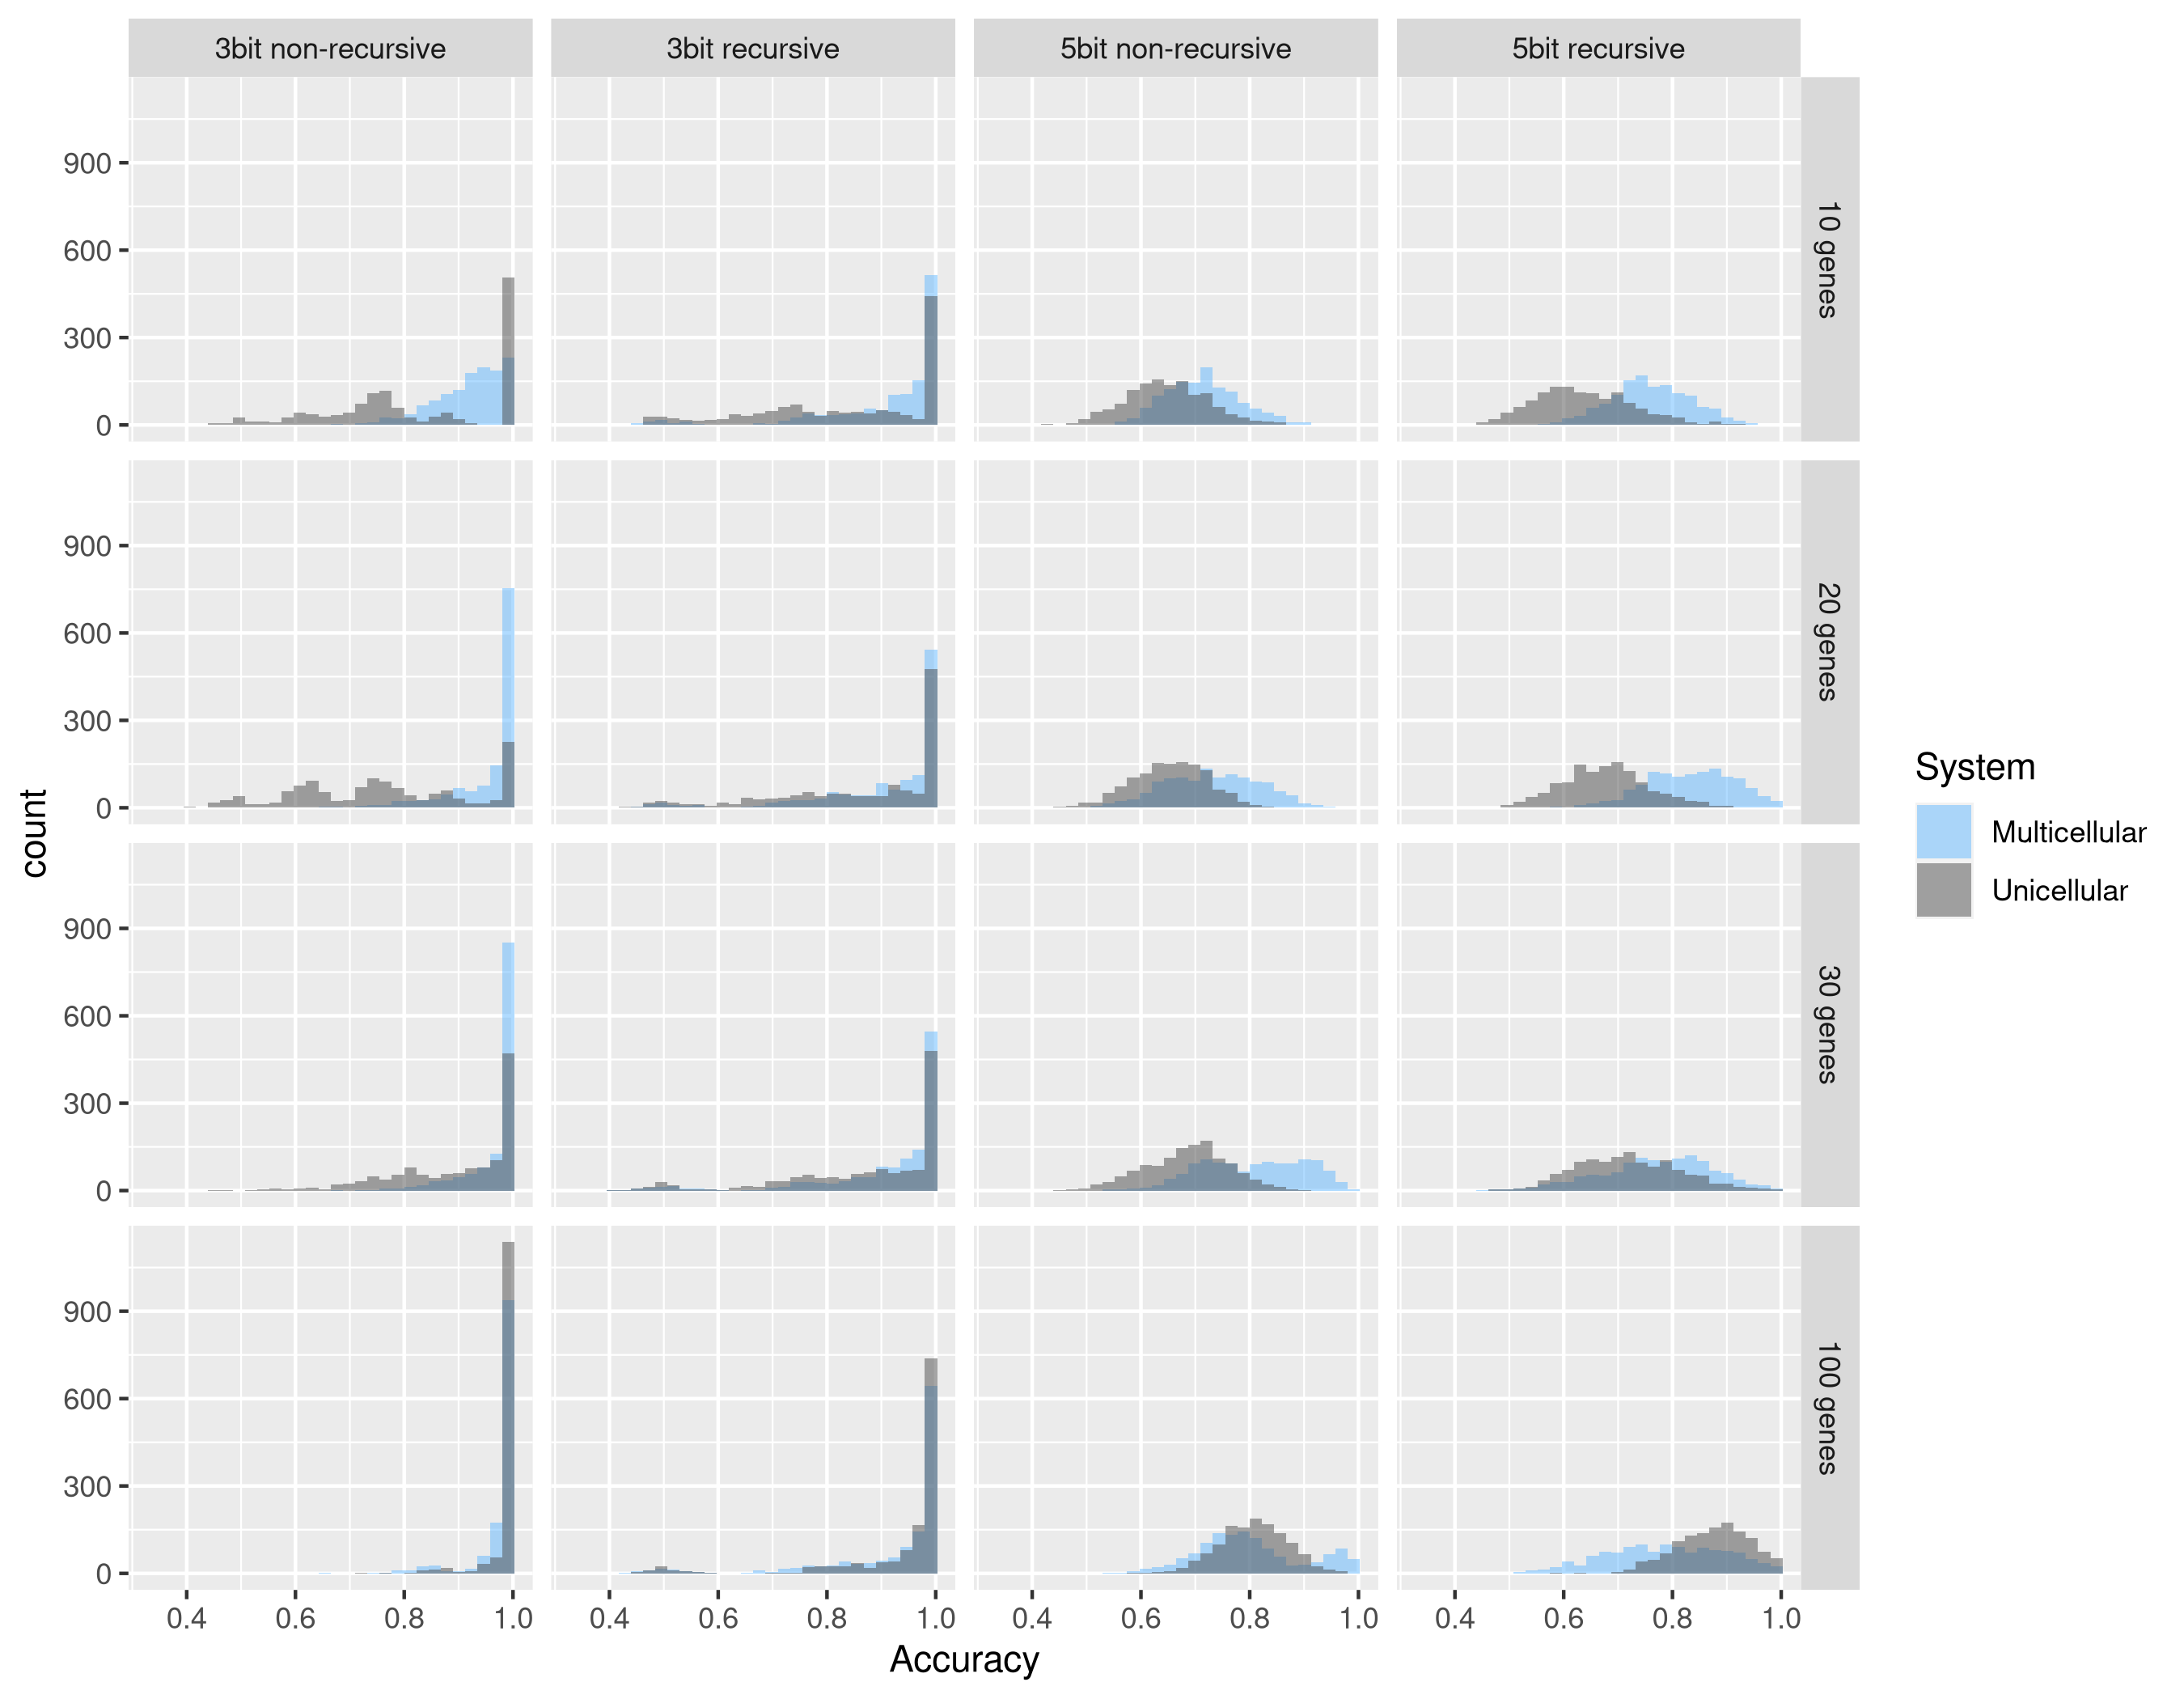 3bit non-recursive
3bit recursive
5bit non-recursive
5bit recursive
900
600
300
0
10 genes
900
600
300
0
20 genes
900
600
300
0
30 genes
900
600
300
0
100 genes
count
0.4 0.6 0.8 1.0
0.4 0.6 0.8 1.0
0.4 0.6 0.8 1.0
0.4 0.6 0.8 1.0
Accuracy
System
Multicellular
Unicellular